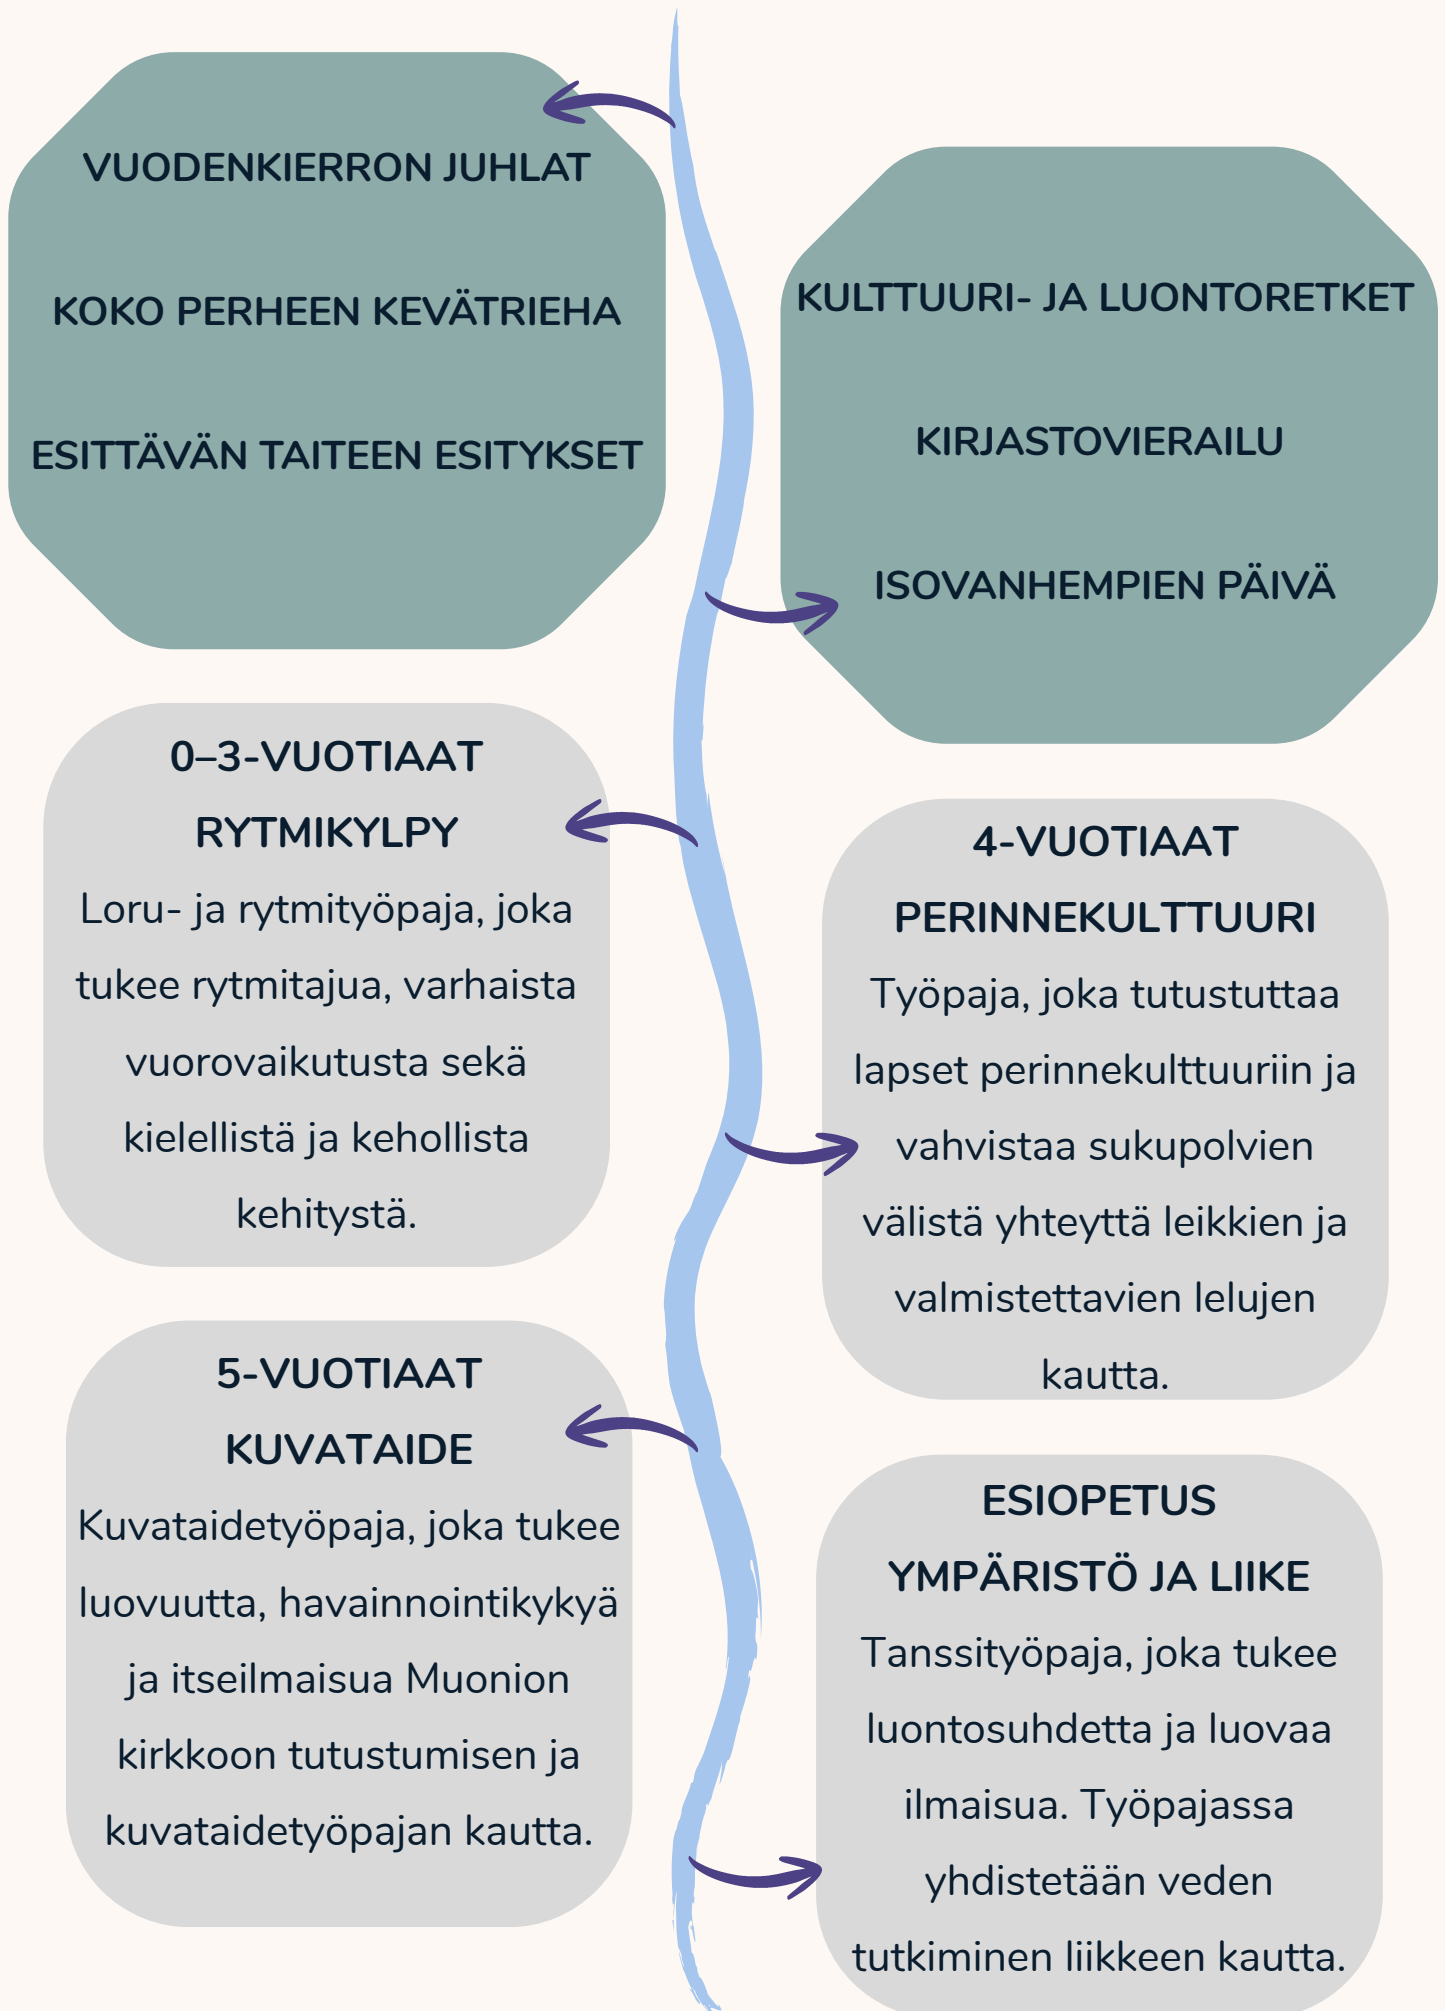 VUODENKIERRON JUHLAT
KOKO PERHEEN KEVÄTRIEHA
ESITTÄVÄN TAITEEN ESITYKSET
KULTTUURI- JA LUONTORETKET
KIRJASTOVIERAILU
ISOVANHEMPIEN PÄIVÄ
0–3-VUOTIAAT
RYTMIKYLPY
Loru- ja rytmityöpaja, joka
tukee rytmitajua, varhaista
vuorovaikutusta sekä
kielellistä ja kehollista
kehitystä.
4-VUOTIAAT
PERINNEKULTTUURI
Työpaja, joka tutustuttaa
lapset perinnekulttuuriin ja
vahvistaa sukupolvien
välistä yhteyttä leikkien ja
valmistettavien lelujen
kautta.
5-VUOTIAAT
KUVATAIDE
Kuvataidetyöpaja, joka tukee
luovuutta, havainnointikykyä
ja itseilmaisua Muonion
kirkkoon tutustumisen ja
kuvataidetyöpajan kautta.
ESIOPETUS
YMPÄRISTÖ JA LIIKE
Tanssityöpaja, joka tukee
luontosuhdetta ja luovaa
ilmaisua. Työpajassa
yhdistetään veden
tutkiminen liikkeen kautta.